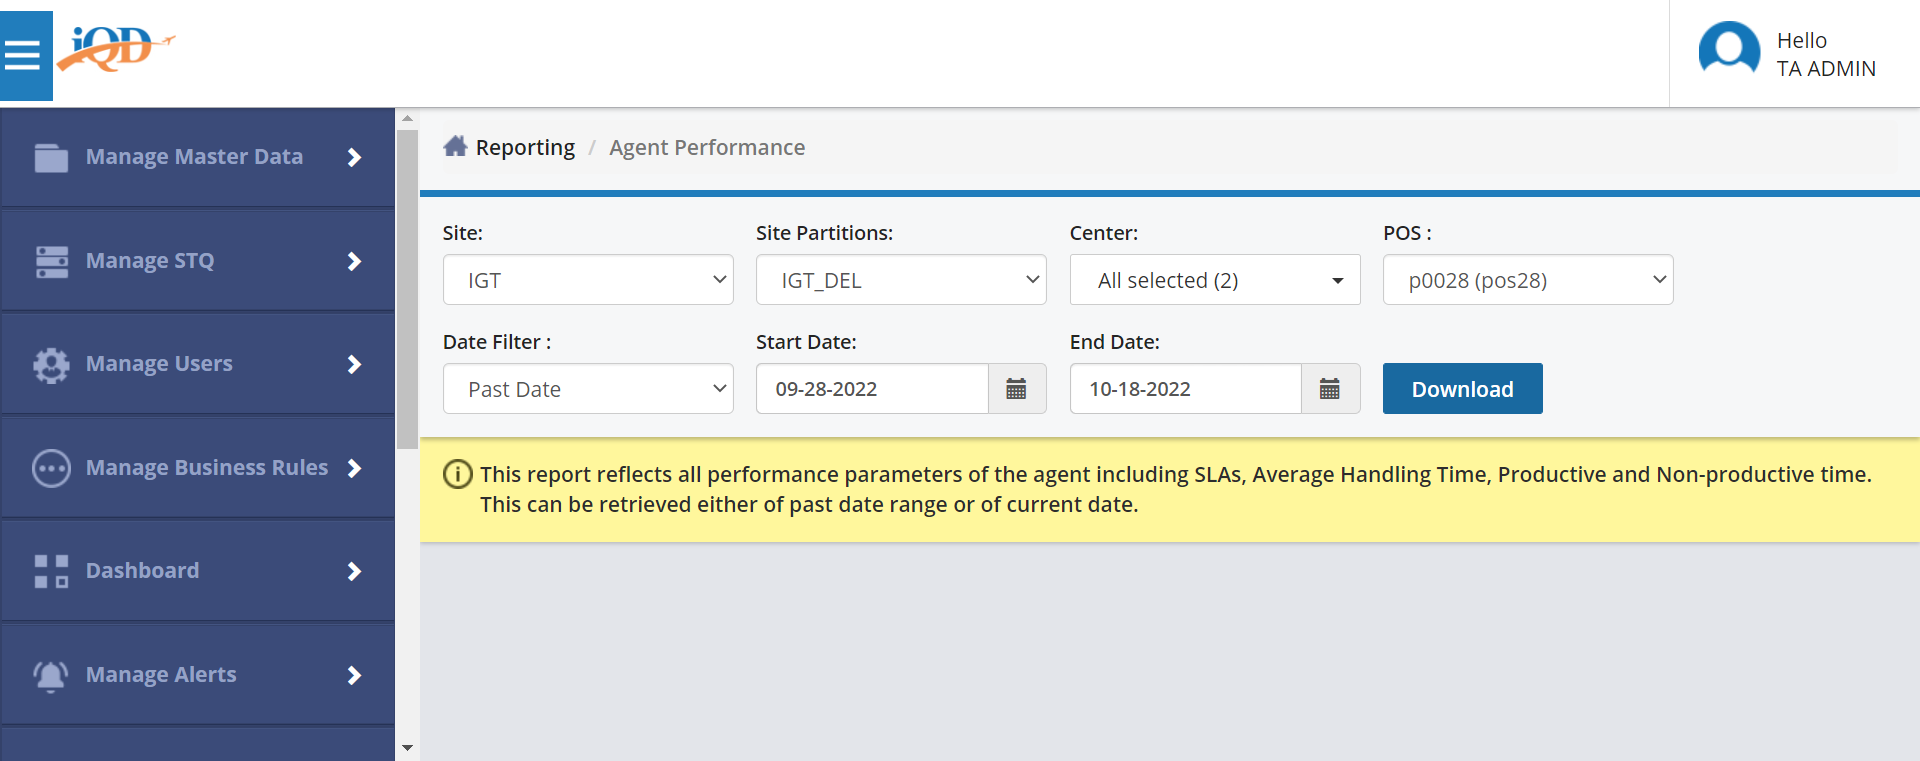 iQD
Hello
TA ADMIN
Manage Master Data
Manage STQ
Manage Users
Manage Business Rules
Dashboard
Manage Alerts
Reporting / Agent Performance
Site: Site Partitions: Center: POS :
IGT IGT_DEL All selected (2) p0028 (pos28)
Date Filter : Start Date: End Date:
Past Date 09-28-2022 10-18-2022 Download
This report reflects all performance parameters of the agent including SLAs, Average Handling Time, Productive and Non-productive time.
This can be retrieved either of past date range or of current date.